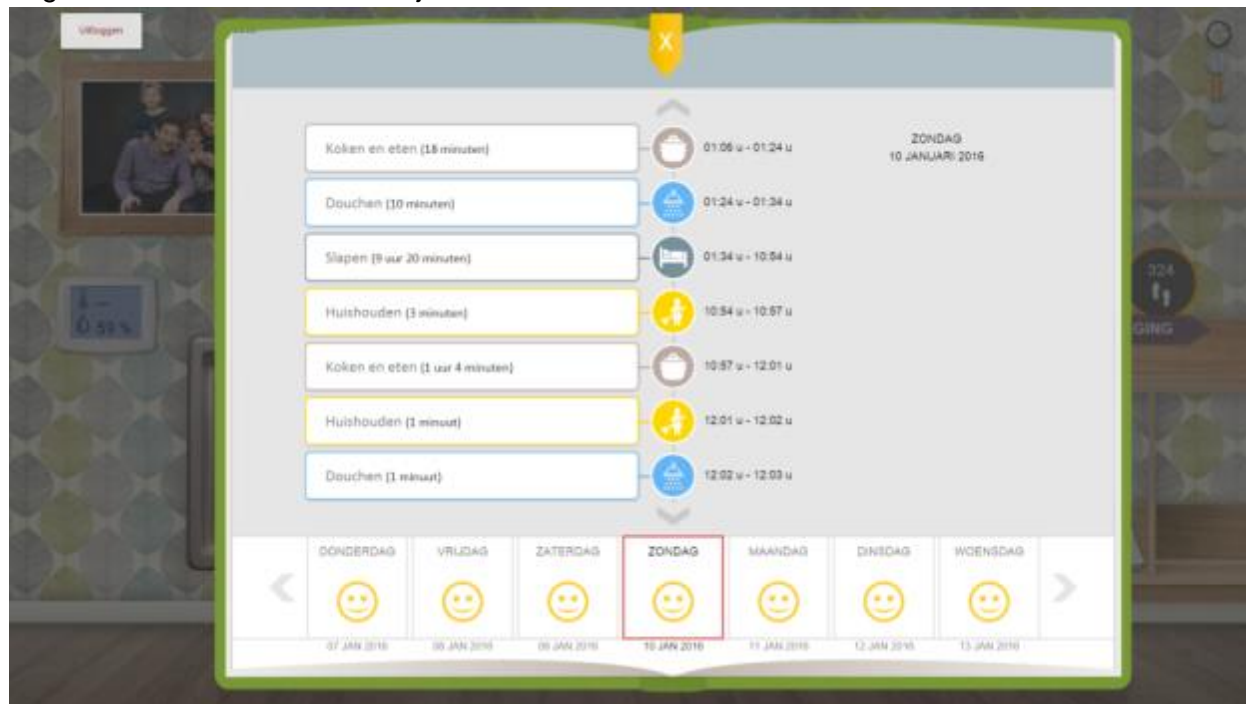 Uitloggen
X
Koken en eten (18 minuten)
01:06 u - 01:24 u
ZONDAG
10 JANUARI 2016
Douchen (10 minuten)
01:24 u - 01:34 u
Slapen (9 uur 20 minuten)
01:34 u - 10:54 u
Huishouden (3 minuten)
10:54 u - 10:57 u
Koken en eten (1 uur 4 minuten)
10:57 u - 12:01 u
Huishouden (1 minuut)
12:01 u - 12:02 u
Douchen (1 minuut)
12:02 u - 12:03 u
59 %
324
GING
DONDERDAG
VRIJDAG
ZATERDAG
ZONDAG
MAANDAG
DINSDAG
WOENSDAG
07 JAN 2016
08 JAN 2016
09 JAN 2016
10 JAN 2016
11 JAN 2016
12 JAN 2016
13 JAN 2016